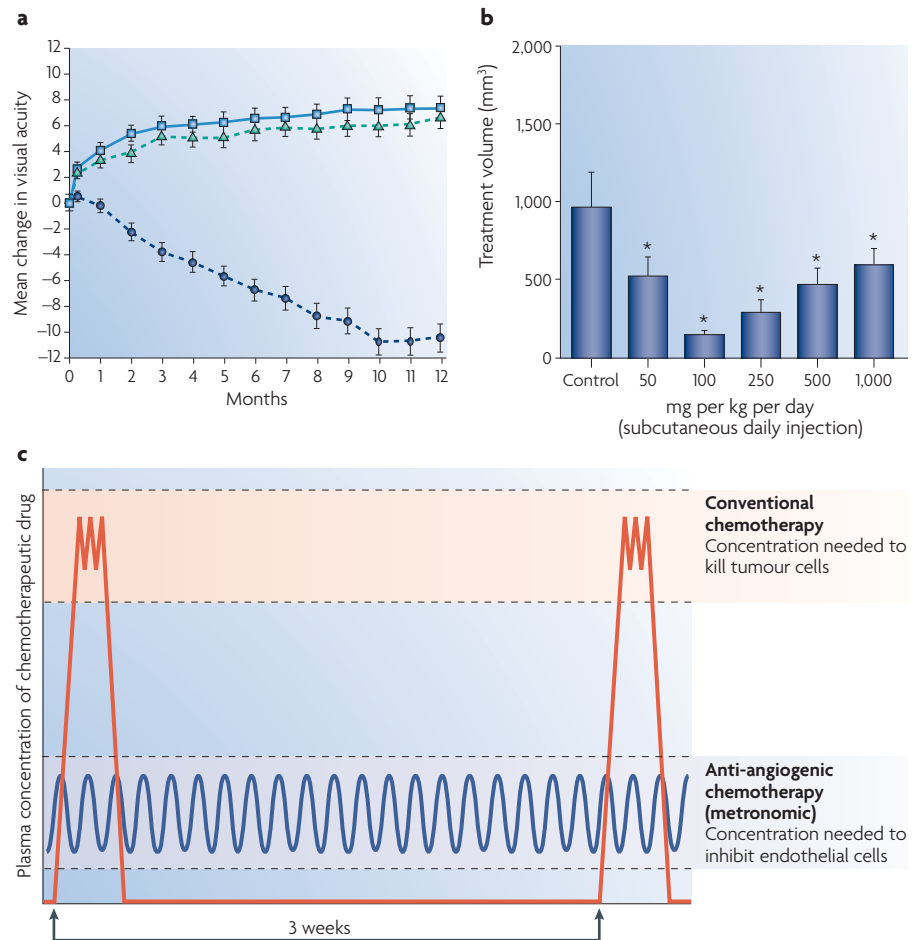 a
12
10
8
6
4
2
0
−2
−4
−6
−8
−10
−12
Mean change in visual acuity
0 1 2 3 4 5 6 7 8 9 10 11 12
Months
b
2,000
1,500
1,000
500
0
Treatment volume (mm³)
* * * * *
Control 50 100 250 500 1,000
mg per kg per day
(subcutaneous daily injection)
c
Plasma concentration of chemotherapeutic drug
Conventional
chemotherapy
Concentration needed to
kill tumour cells
Anti-angiogenic
chemotherapy
(metronomic)
Concentration needed to
inhibit endothelial cells
3 weeks